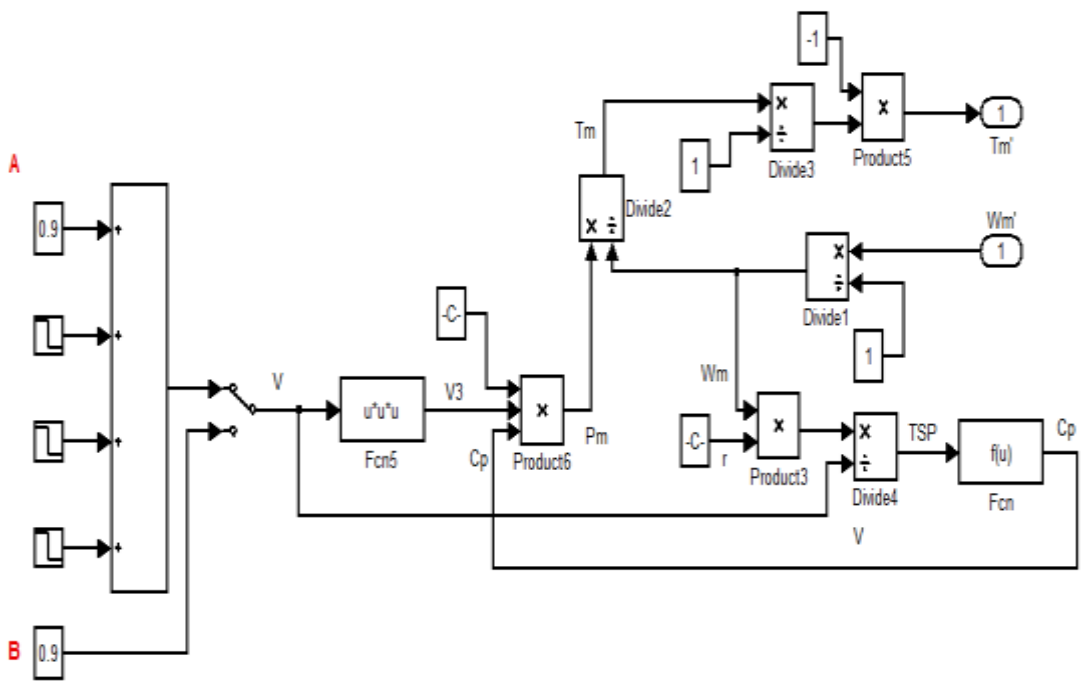 A
0.9
+
+
+
+
B
0.9
V
u*u*u
Fcn5
V3
-C-
Cp
×
Product6
Pm
Tm
× ÷
Divide2
1
×
÷
Divide3
-1
×
Product5
1
Tm'
Wm'
1
×
÷
Divide1
1
Wm
-C-
r
×
Product3
×
÷
Divide4
V
TSP
f(u)
Fcn
Cp